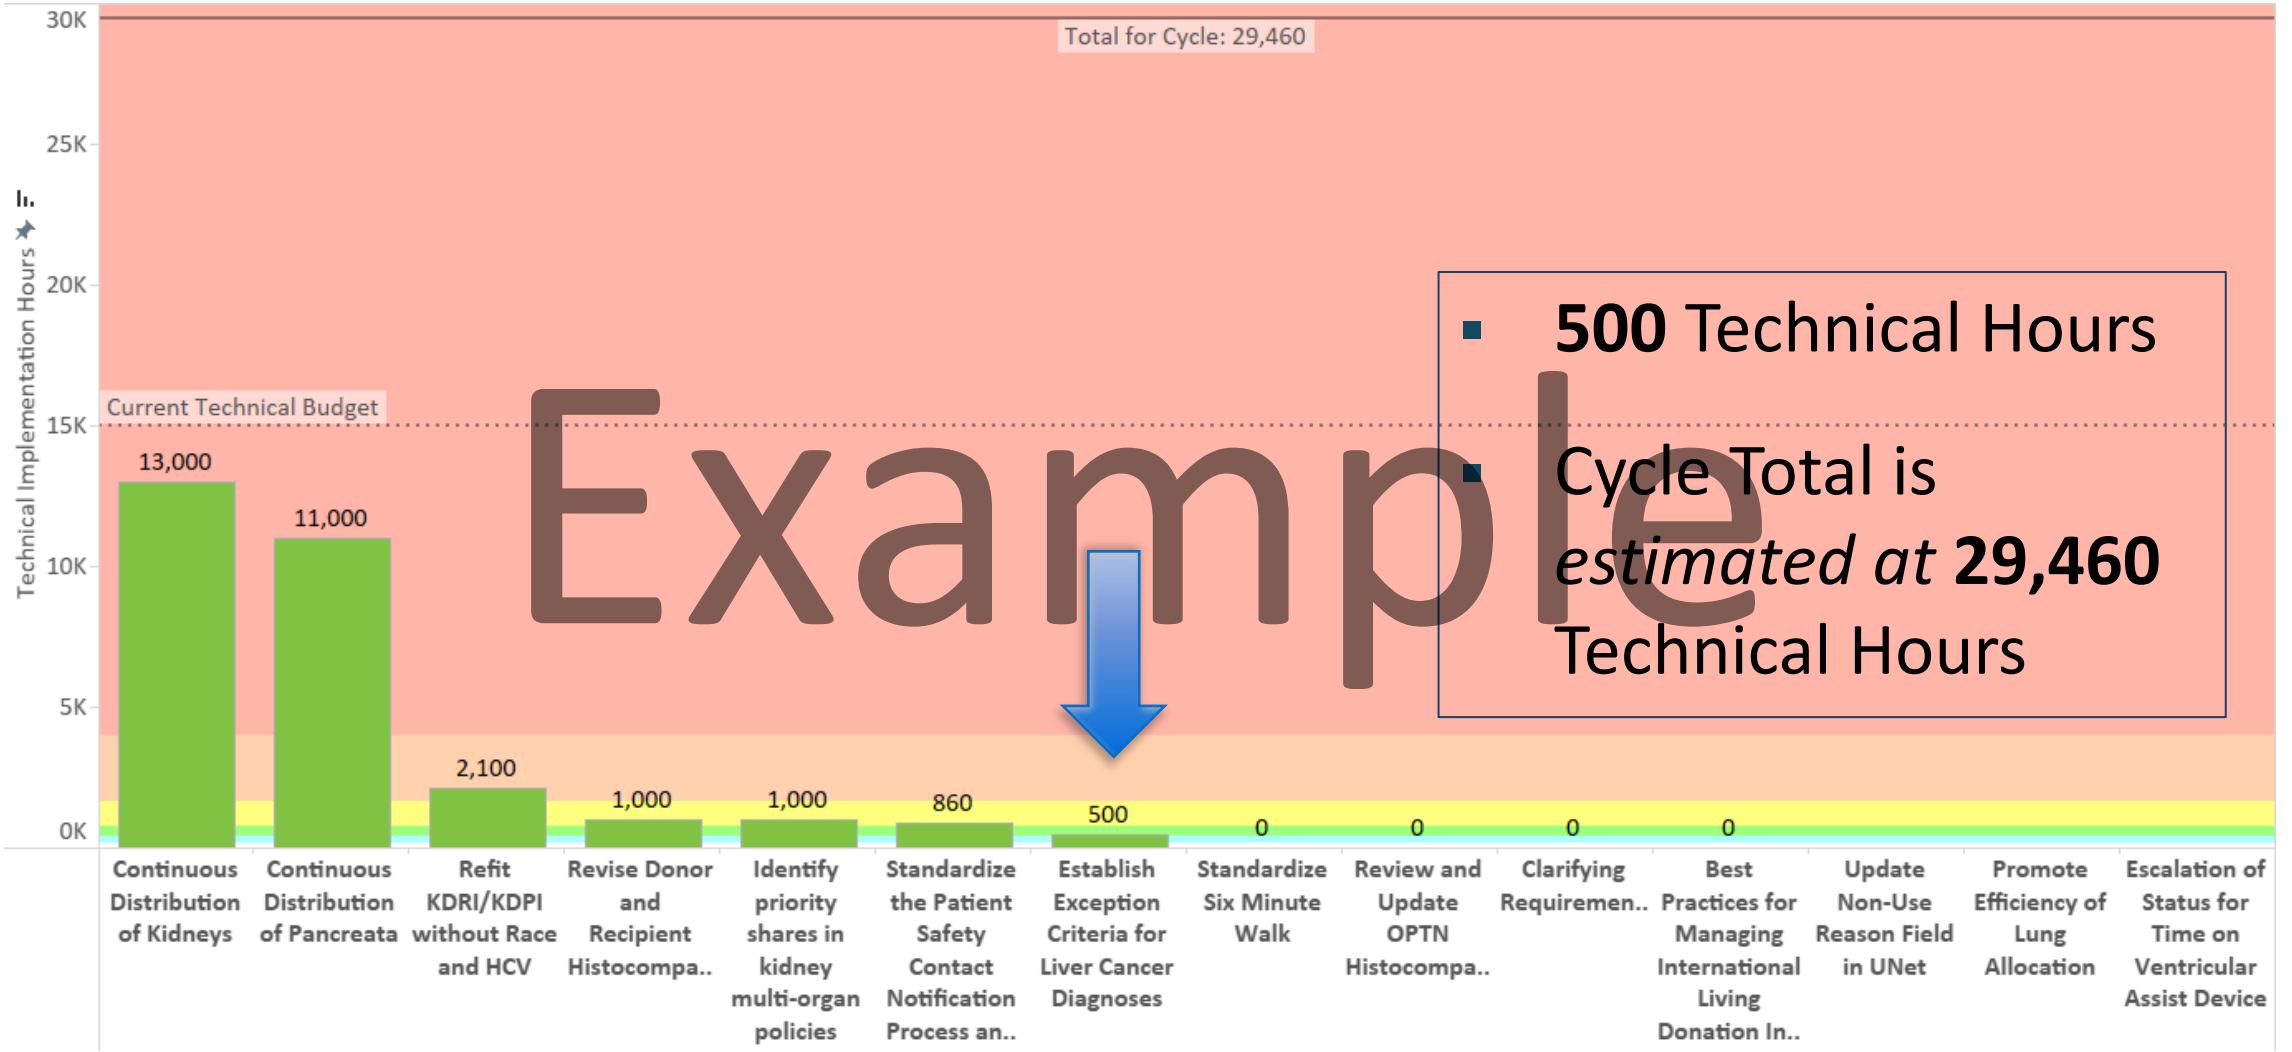 30K
Total for Cycle: 29,460
25K
Technical Implementation Hours
20K
500 Technical Hours
Current Technical Budget
15K
Example
Cycle Total is
estimated at 29,460
Technical Hours
13,000
11,000
10K
5K
2,100
1,000
1,000
860
500
0
0
0
0
0K
Continuous
Distribution
of Kidneys
Continuous
Distribution
of Pancreata
Refit
KDRI/KDPI
without Race
and HCV
Revise Donor
and
Recipient
Histocompa..
Identify
priority
shares in
kidney
multi-organ
policies
Standardize
the Patient
Safety
Contact
Notification
Process an..
Establish
Exception
Criteria for
Liver Cancer
Diagnoses
Standardize
Six Minute
Walk
Review and
Update
OPTN
Histocompa..
Clarifying
Requiremen..
Best
Practices for
Managing
International
Living
Donation In..
Update
Non-Use
Reason Field
in UNet
Promote
Efficiency of
Lung
Allocation
Escalation of
Status for
Time on
Ventricular
Assist Device